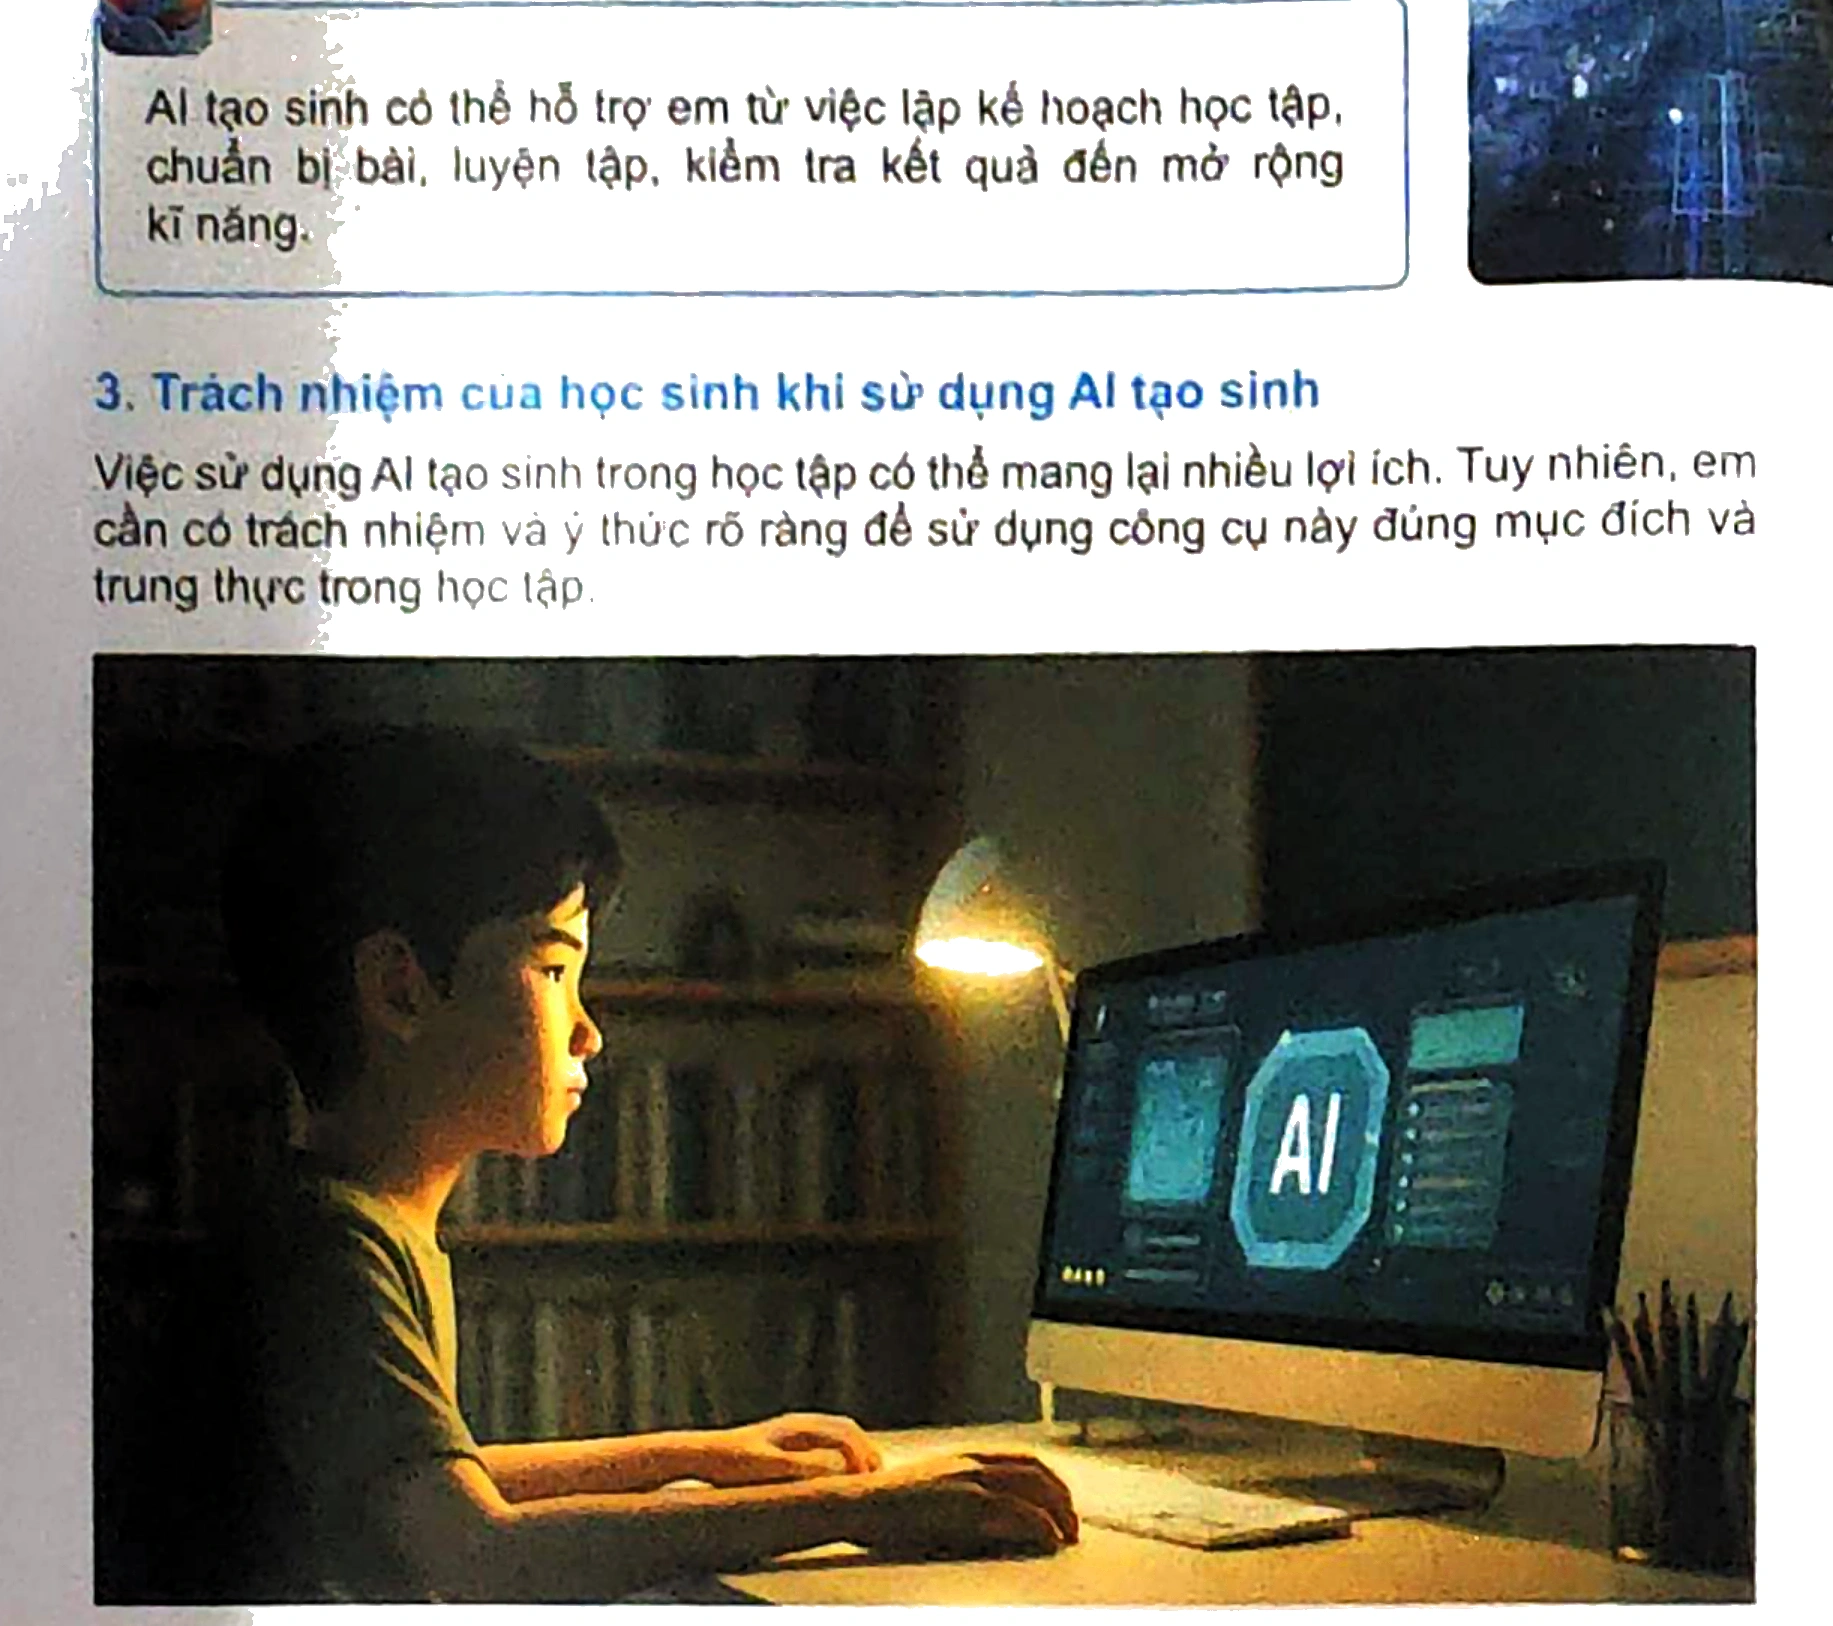 AI tạo sinh có thể hỗ trợ em từ việc lập kế hoạch học tập,
chuẩn bị bài, luyện tập, kiểm tra kết quả đến mở rộng
kĩ năng.
3. Trách nhiệm của học sinh khi sử dụng AI tạo sinh
Việc sử dụng AI tạo sinh trong học tập có thể mang lại nhiều lợi ích. Tuy nhiên, em
cần có trách nhiệm và ý thức rõ ràng để sử dụng công cụ này đúng mục đích và
trung thực trong học tập.
AI